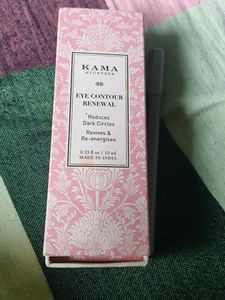 KAMA
AYURVEDA
EYE CONTOUR
RENEWAL
*Reduces
Dark Circles
Revives &
Re-energises
0.33 fl oz / 10 ml
MADE IN INDIA